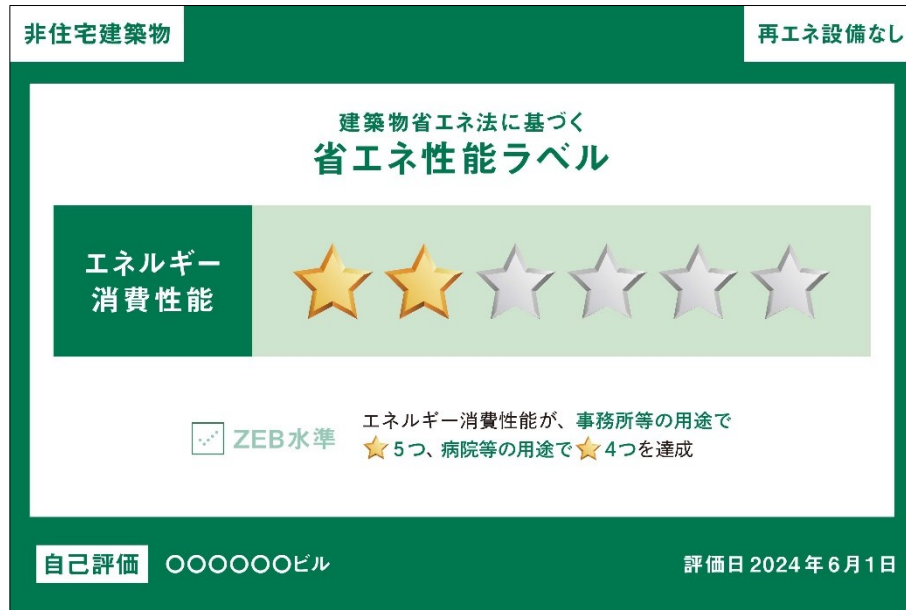 非住宅建築物
再エネ設備なし
建築物省エネ法に基づく
省エネ性能ラベル
エネルギー
消費性能
ZEB水準
エネルギー消費性能が、事務所等の用途で
⭐5つ、病院等の用途で⭐4つを達成
自己評価 〇〇〇〇〇〇ビル
評価日2024年6月1日